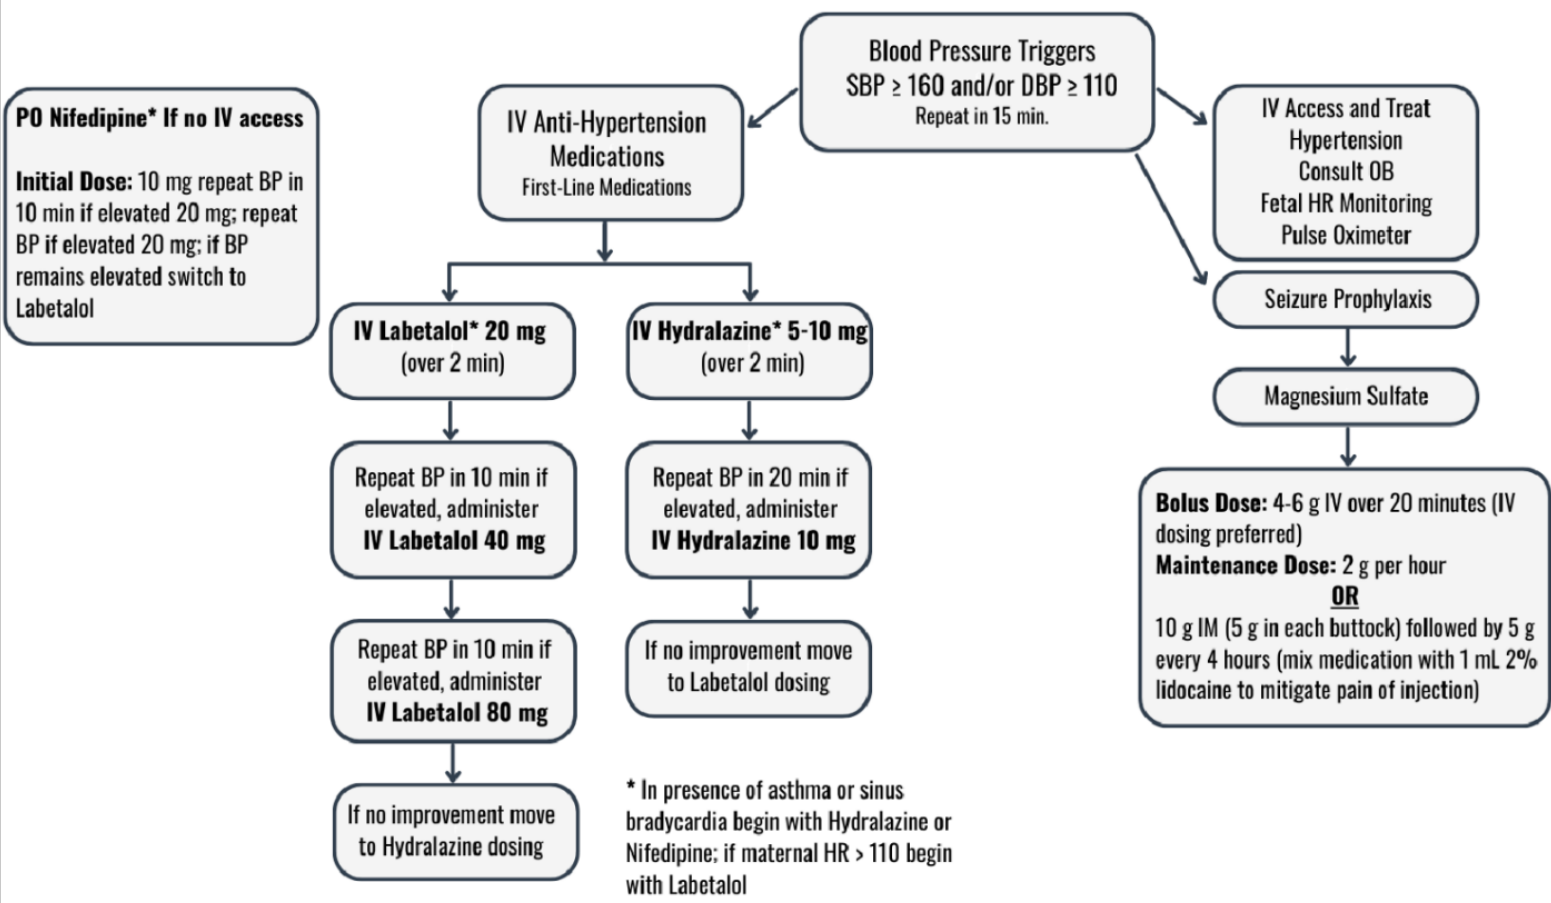 Blood Pressure Triggers
SBP ≥ 160 and/or DBP ≥ 110
Repeat in 15 min.
PO Nifedipine* If no IV access
Initial Dose: 10 mg repeat BP in
10 min if elevated 20 mg; repeat
BP if elevated 20 mg; if BP
remains elevated switch to
Labetalol
IV Anti-Hypertension
Medications
First-Line Medications
IV Access and Treat
Hypertension
Consult OB
Fetal HR Monitoring
Pulse Oximeter
IV Labetalol* 20 mg
(over 2 min)
Repeat BP in 10 min if
elevated, administer
IV Labetalol 40 mg
Repeat BP in 10 min if
elevated, administer
IV Labetalol 80 mg
If no improvement move
to Hydralazine dosing
IV Hydralazine* 5-10 mg
(over 2 min)
Repeat BP in 20 min if
elevated, administer
IV Hydralazine 10 mg
If no improvement move
to Labetalol dosing
* In presence of asthma or sinus
bradycardia begin with Hydralazine or
Nifedipine; if maternal HR > 110 begin
with Labetalol
Seizure Prophylaxis
Magnesium Sulfate
Bolus Dose: 4-6 g IV over 20 minutes (IV
dosing preferred)
Maintenance Dose: 2 g per hour
OR
10 g IM (5 g in each buttock) followed by 5 g
every 4 hours (mix medication with 1 mL 2%
lidocaine to mitigate pain of injection)